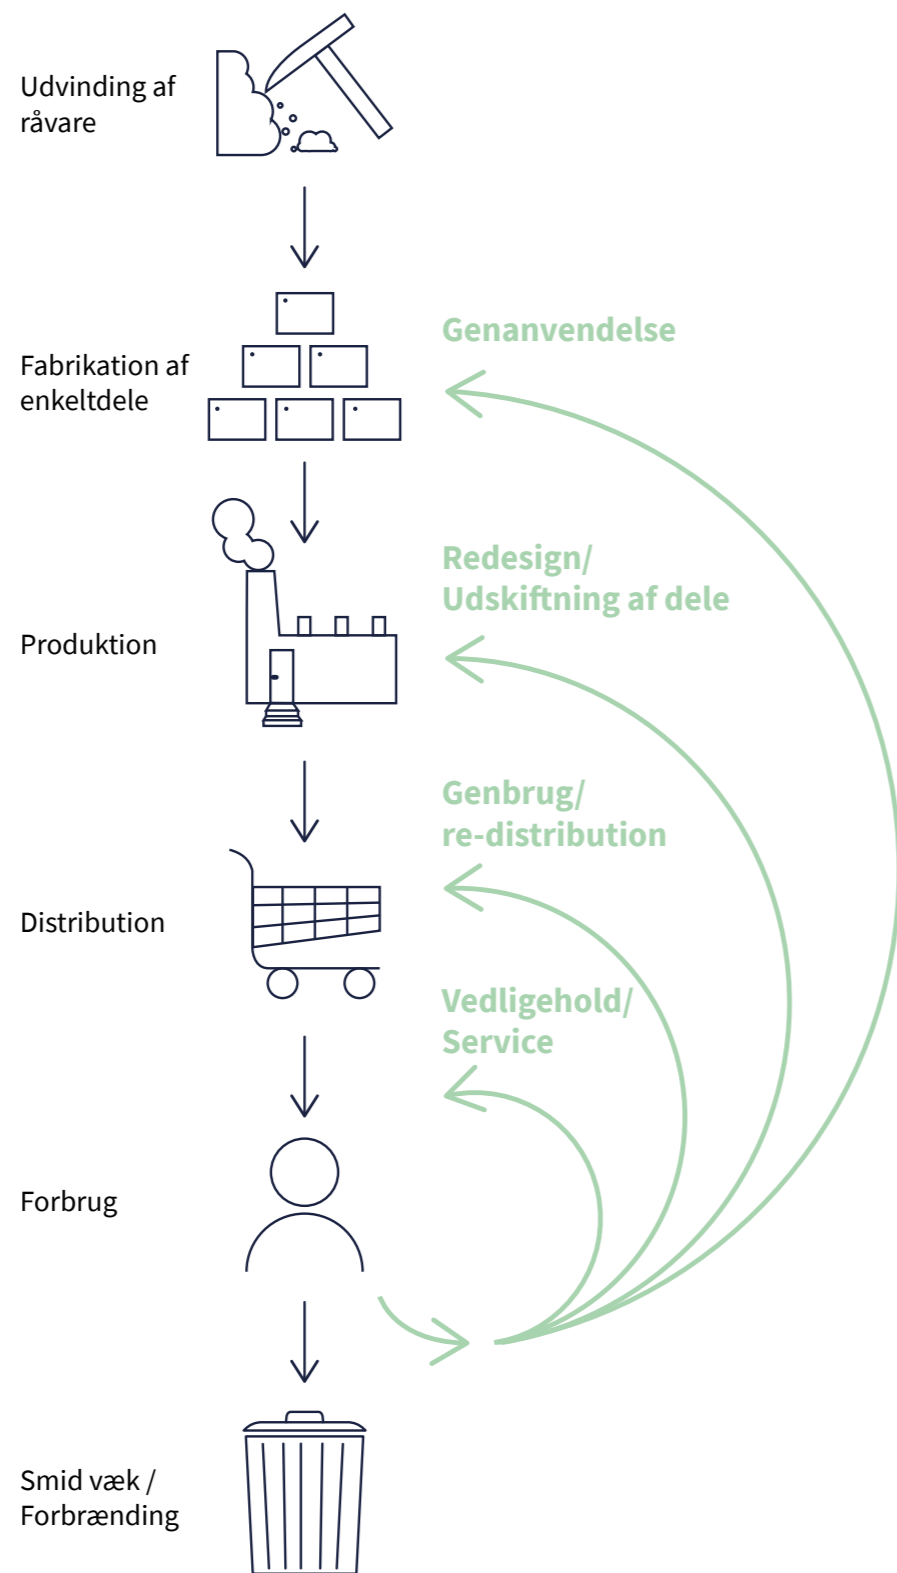 Udvinding af
råvare
Genanvendelse
Fabrikation af
enkeltdele
Redesign/
Udskiftning af dele
Produktion
Genbrug/
re-distribution
Distribution
Vedligehold/
Service
Forbrug
Smid væk /
Forbrænding